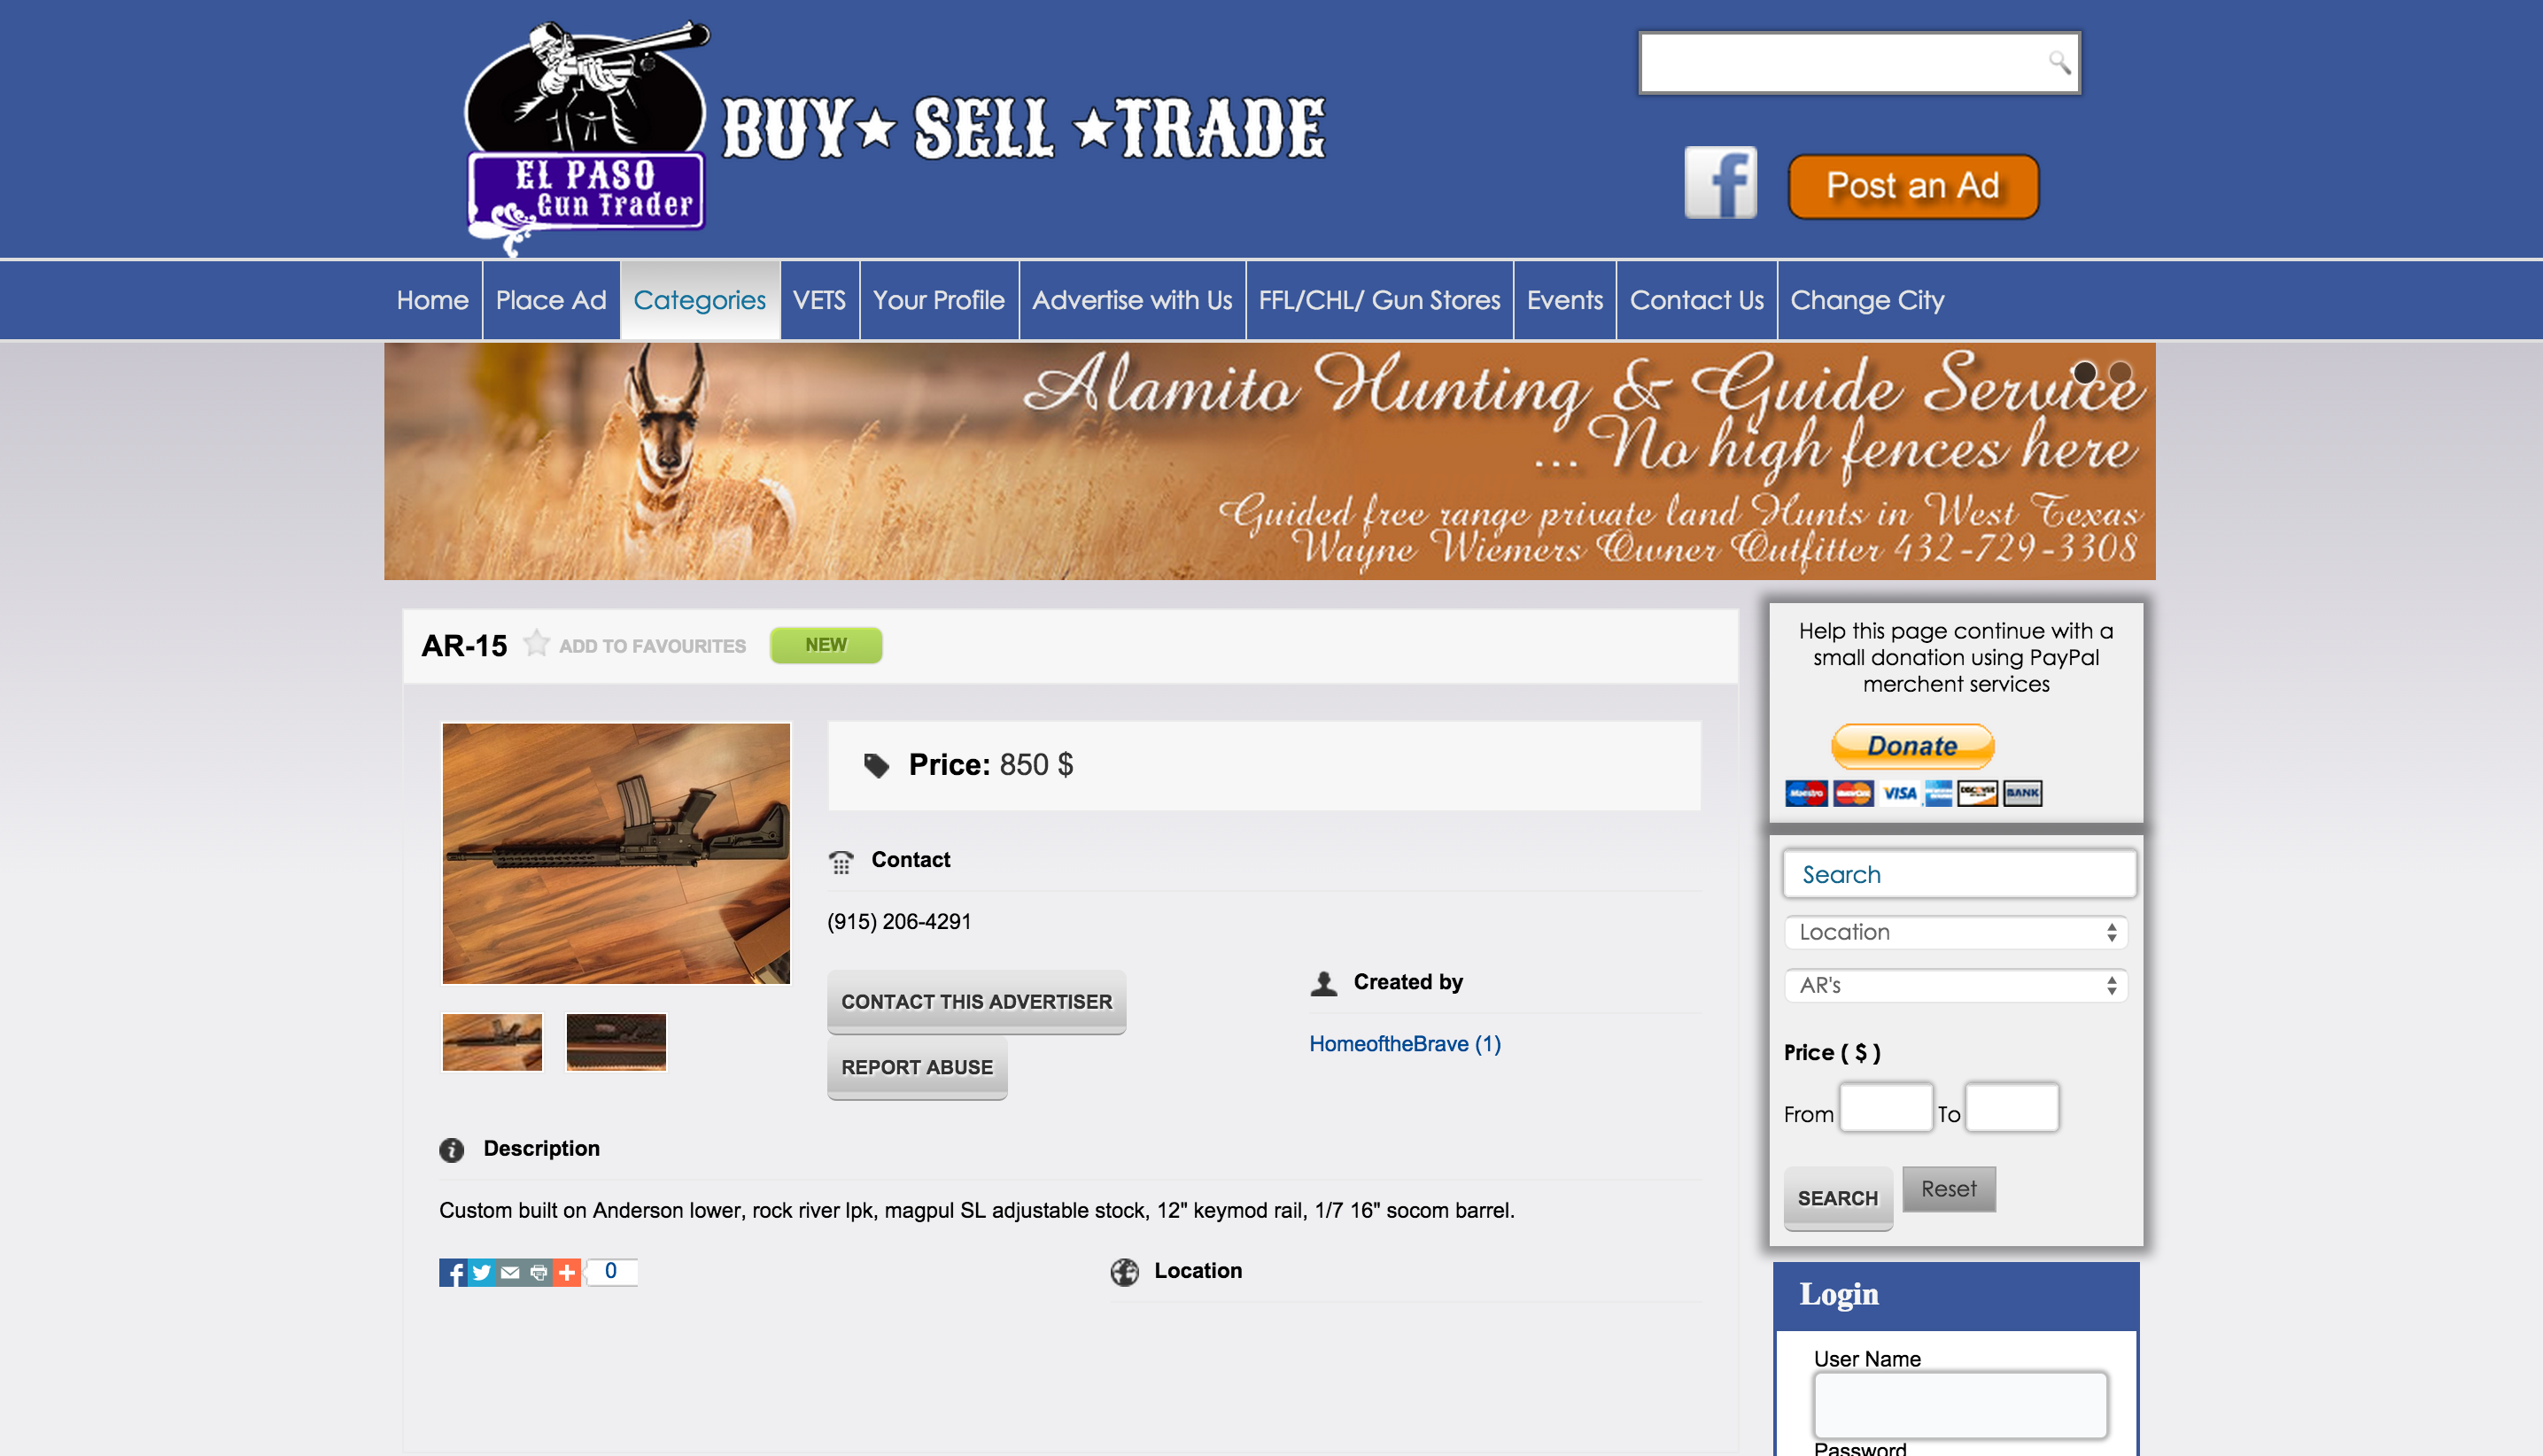 EL PASO
Gun Trader
BUY★ SELL ★TRADE
f
Post an Ad
Home
Place Ad
Categories
VETS
Your Profile
Advertise with Us
FFL/CHL/ Gun Stores
Events
Contact Us
Change City
Alamito Hunting & Guide Service
... No high fences here
Guided free range private land Hunts in West Texas
Wayne Wiemers Owner Outfitter 432-729-3308
AR-15
ADD TO FAVOURITES
NEW
Price: 850 $
Contact
(915) 206-4291
CONTACT THIS ADVERTISER
REPORT ABUSE
Created by
HomeoftheBrave (1)
Description
Custom built on Anderson lower, rock river lpk, magpul SL adjustable stock, 12" keymod rail, 1/7 16" socom barrel.
f
0
Location
Help this page continue with a
small donation using PayPal
merchent services
Donate
Maestro
VISA
DISCOVER
BANK
Search
Location
AR's
Price ( $ )
From
To
SEARCH
Reset
Login
User Name
Password